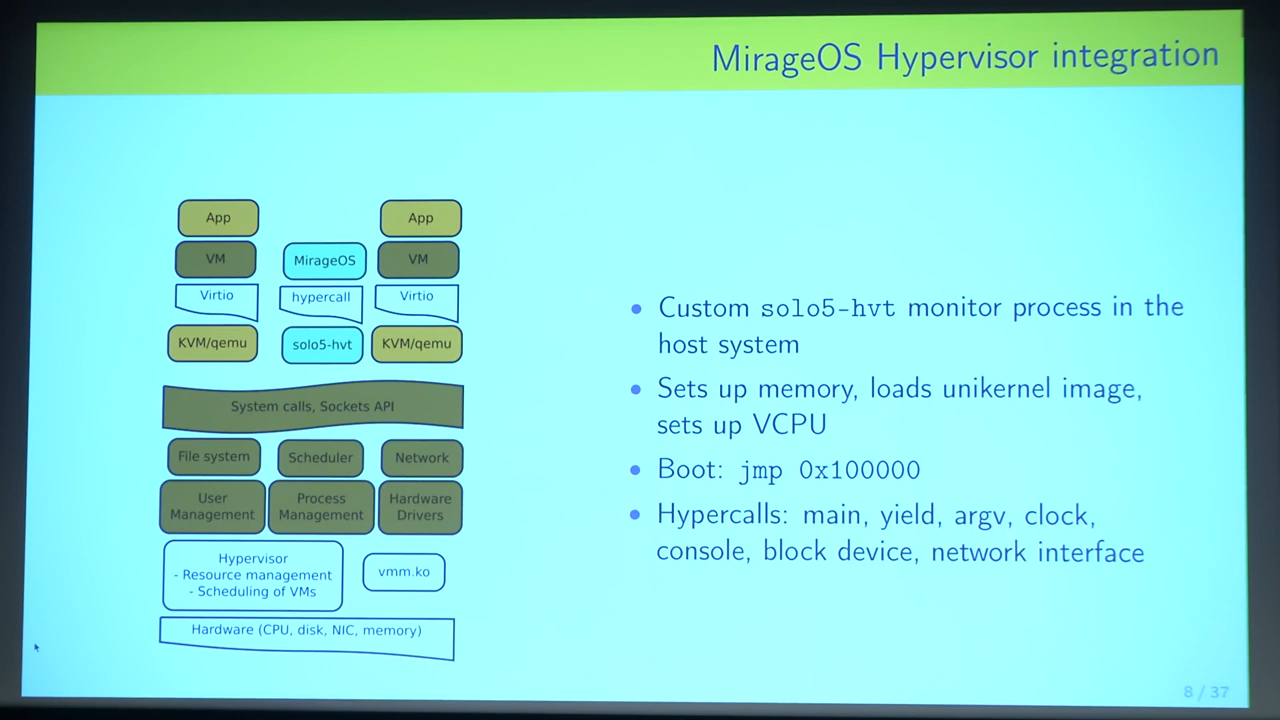 MirageOS Hypervisor integration
App
App
VM
MirageOS
VM
Virtio
hypercall
Virtio
KVM/qemu
solo5-hvt
KVM/qemu
System calls, Sockets API
File system
Scheduler
Network
User
Management
Process
Management
Hardware
Drivers
Hypervisor
- Resource management
- Scheduling of VMs
vmm.ko
Hardware (CPU, disk, NIC, memory)
• Custom solo5-hvt monitor process in the
host system
• Sets up memory, loads unikernel image,
sets up VCPU
• Boot: jmp 0x100000
• Hypercalls: main, yield, argv, clock,
console, block device, network interface
8 / 37